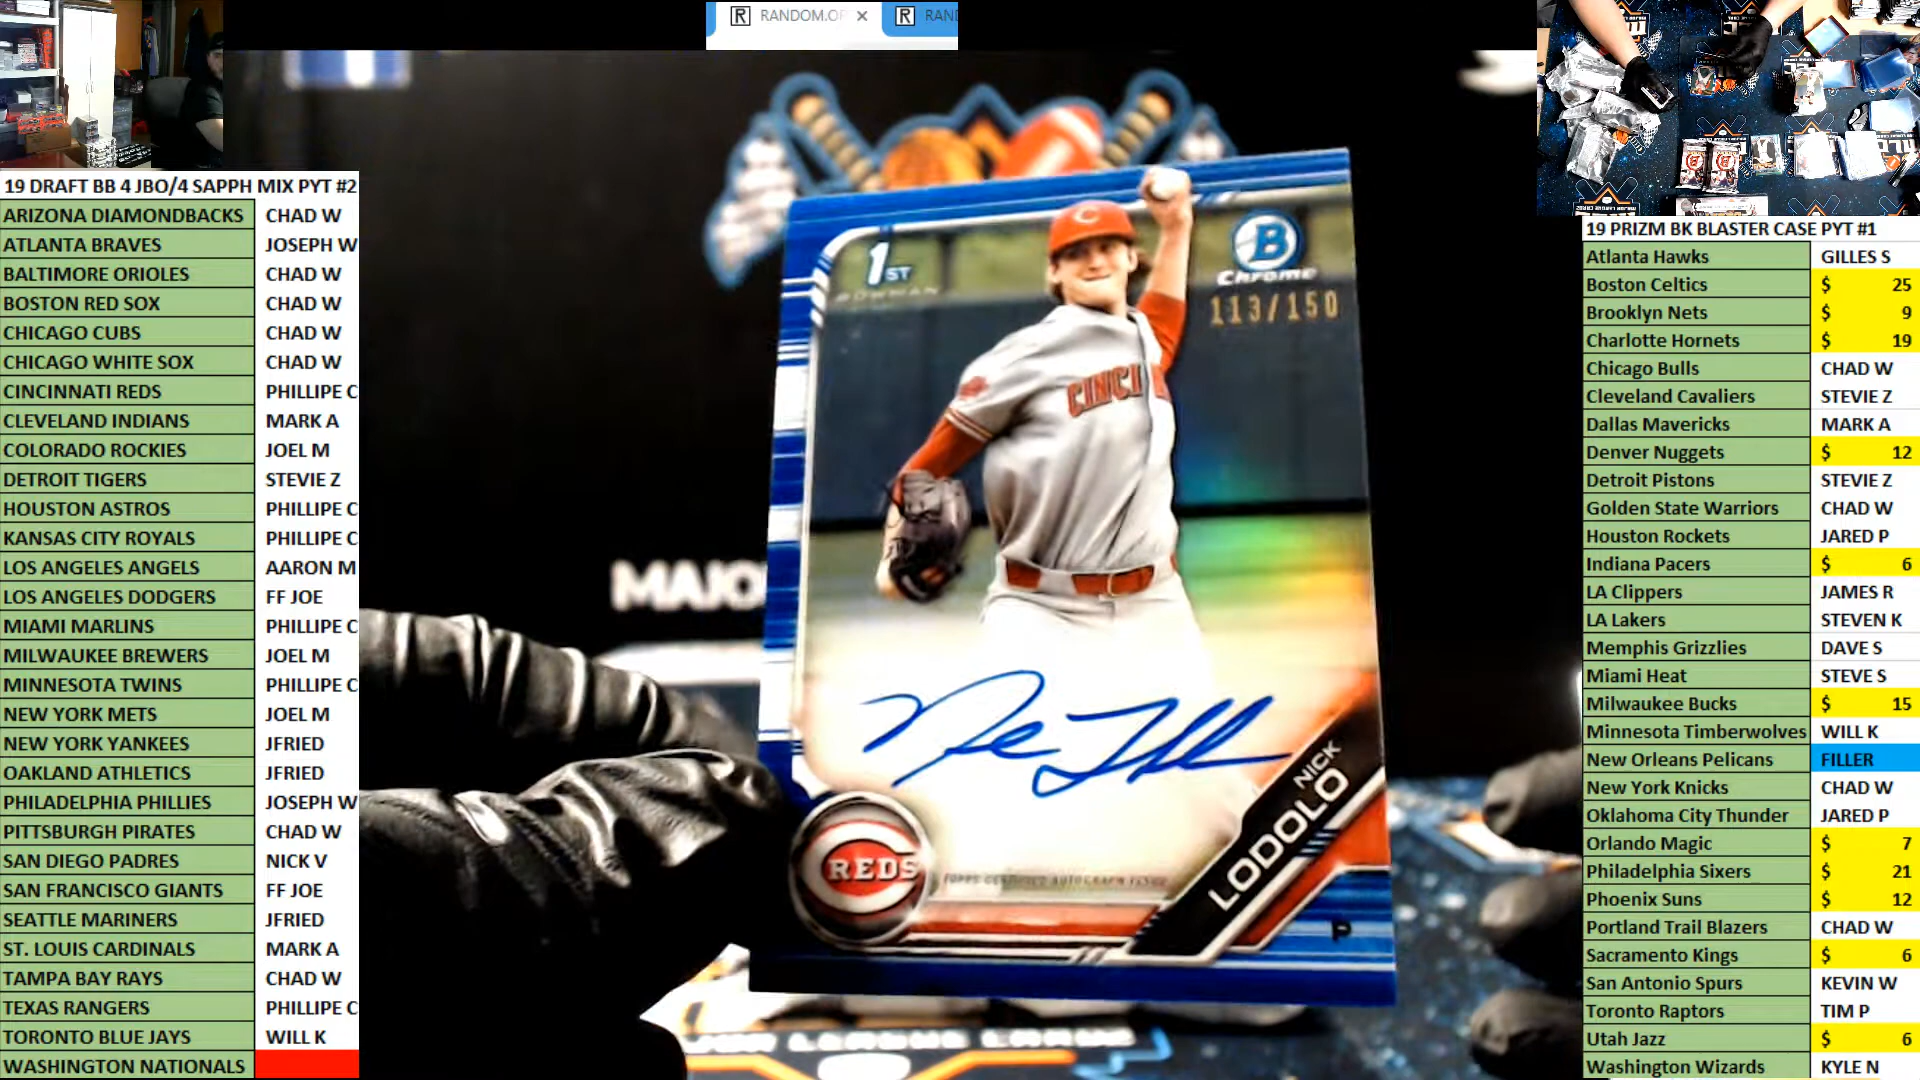 RANDOM.OR
RAND
19 DRAFT BB 4 JBO/4 SAPPH MIX PYT #2
ARIZONA DIAMONDBACKS CHAD W
ATLANTA BRAVES JOSEPH W
BALTIMORE ORIOLES CHAD W
BOSTON RED SOX CHAD W
CHICAGO CUBS CHAD W
CHICAGO WHITE SOX CHAD W
CINCINNATI REDS PHILLIPE C
CLEVELAND INDIANS MARK A
COLORADO ROCKIES JOEL M
DETROIT TIGERS STEVIE Z
HOUSTON ASTROS PHILLIPE C
KANSAS CITY ROYALS PHILLIPE C
LOS ANGELES ANGELS AARON M
LOS ANGELES DODGERS FF JOE
MIAMI MARLINS PHILLIPE C
MILWAUKEE BREWERS JOEL M
MINNESOTA TWINS PHILLIPE C
NEW YORK METS JOEL M
NEW YORK YANKEES JFRIED
OAKLAND ATHLETICS JFRIED
PHILADELPHIA PHILLIES JOSEPH W
PITTSBURGH PIRATES CHAD W
SAN DIEGO PADRES NICK V
SAN FRANCISCO GIANTS FF JOE
SEATTLE MARINERS JFRIED
ST. LOUIS CARDINALS MARK A
TAMPA BAY RAYS CHAD W
TEXAS RANGERS PHILLIPE C
TORONTO BLUE JAYS WILL K
WASHINGTON NATIONALS
1ST
BOWMAN
B
Chrome
113/150
CINCI
MAJO
NICK
LODOLO
REDS
TOPPS CERTIFIED AUTOGRAPH ISSUE
P
MAJOR LEAGUE CARDS
19 PRIZM BK BLASTER CASE PYT #1
Atlanta Hawks GILLES S
Boston Celtics $ 25
Brooklyn Nets $ 9
Charlotte Hornets $ 19
Chicago Bulls CHAD W
Cleveland Cavaliers STEVIE Z
Dallas Mavericks MARK A
Denver Nuggets $ 12
Detroit Pistons STEVIE Z
Golden State Warriors CHAD W
Houston Rockets JARED P
Indiana Pacers $ 6
LA Clippers JAMES R
LA Lakers STEVEN K
Memphis Grizzlies DAVE S
Miami Heat STEVE S
Milwaukee Bucks $ 15
Minnesota Timberwolves WILL K
New Orleans Pelicans FILLER
New York Knicks CHAD W
Oklahoma City Thunder JARED P
Orlando Magic $ 7
Philadelphia Sixers $ 21
Phoenix Suns $ 12
Portland Trail Blazers CHAD W
Sacramento Kings $ 6
San Antonio Spurs KEVIN W
Toronto Raptors TIM P
Utah Jazz $ 6
Washington Wizards KYLE N